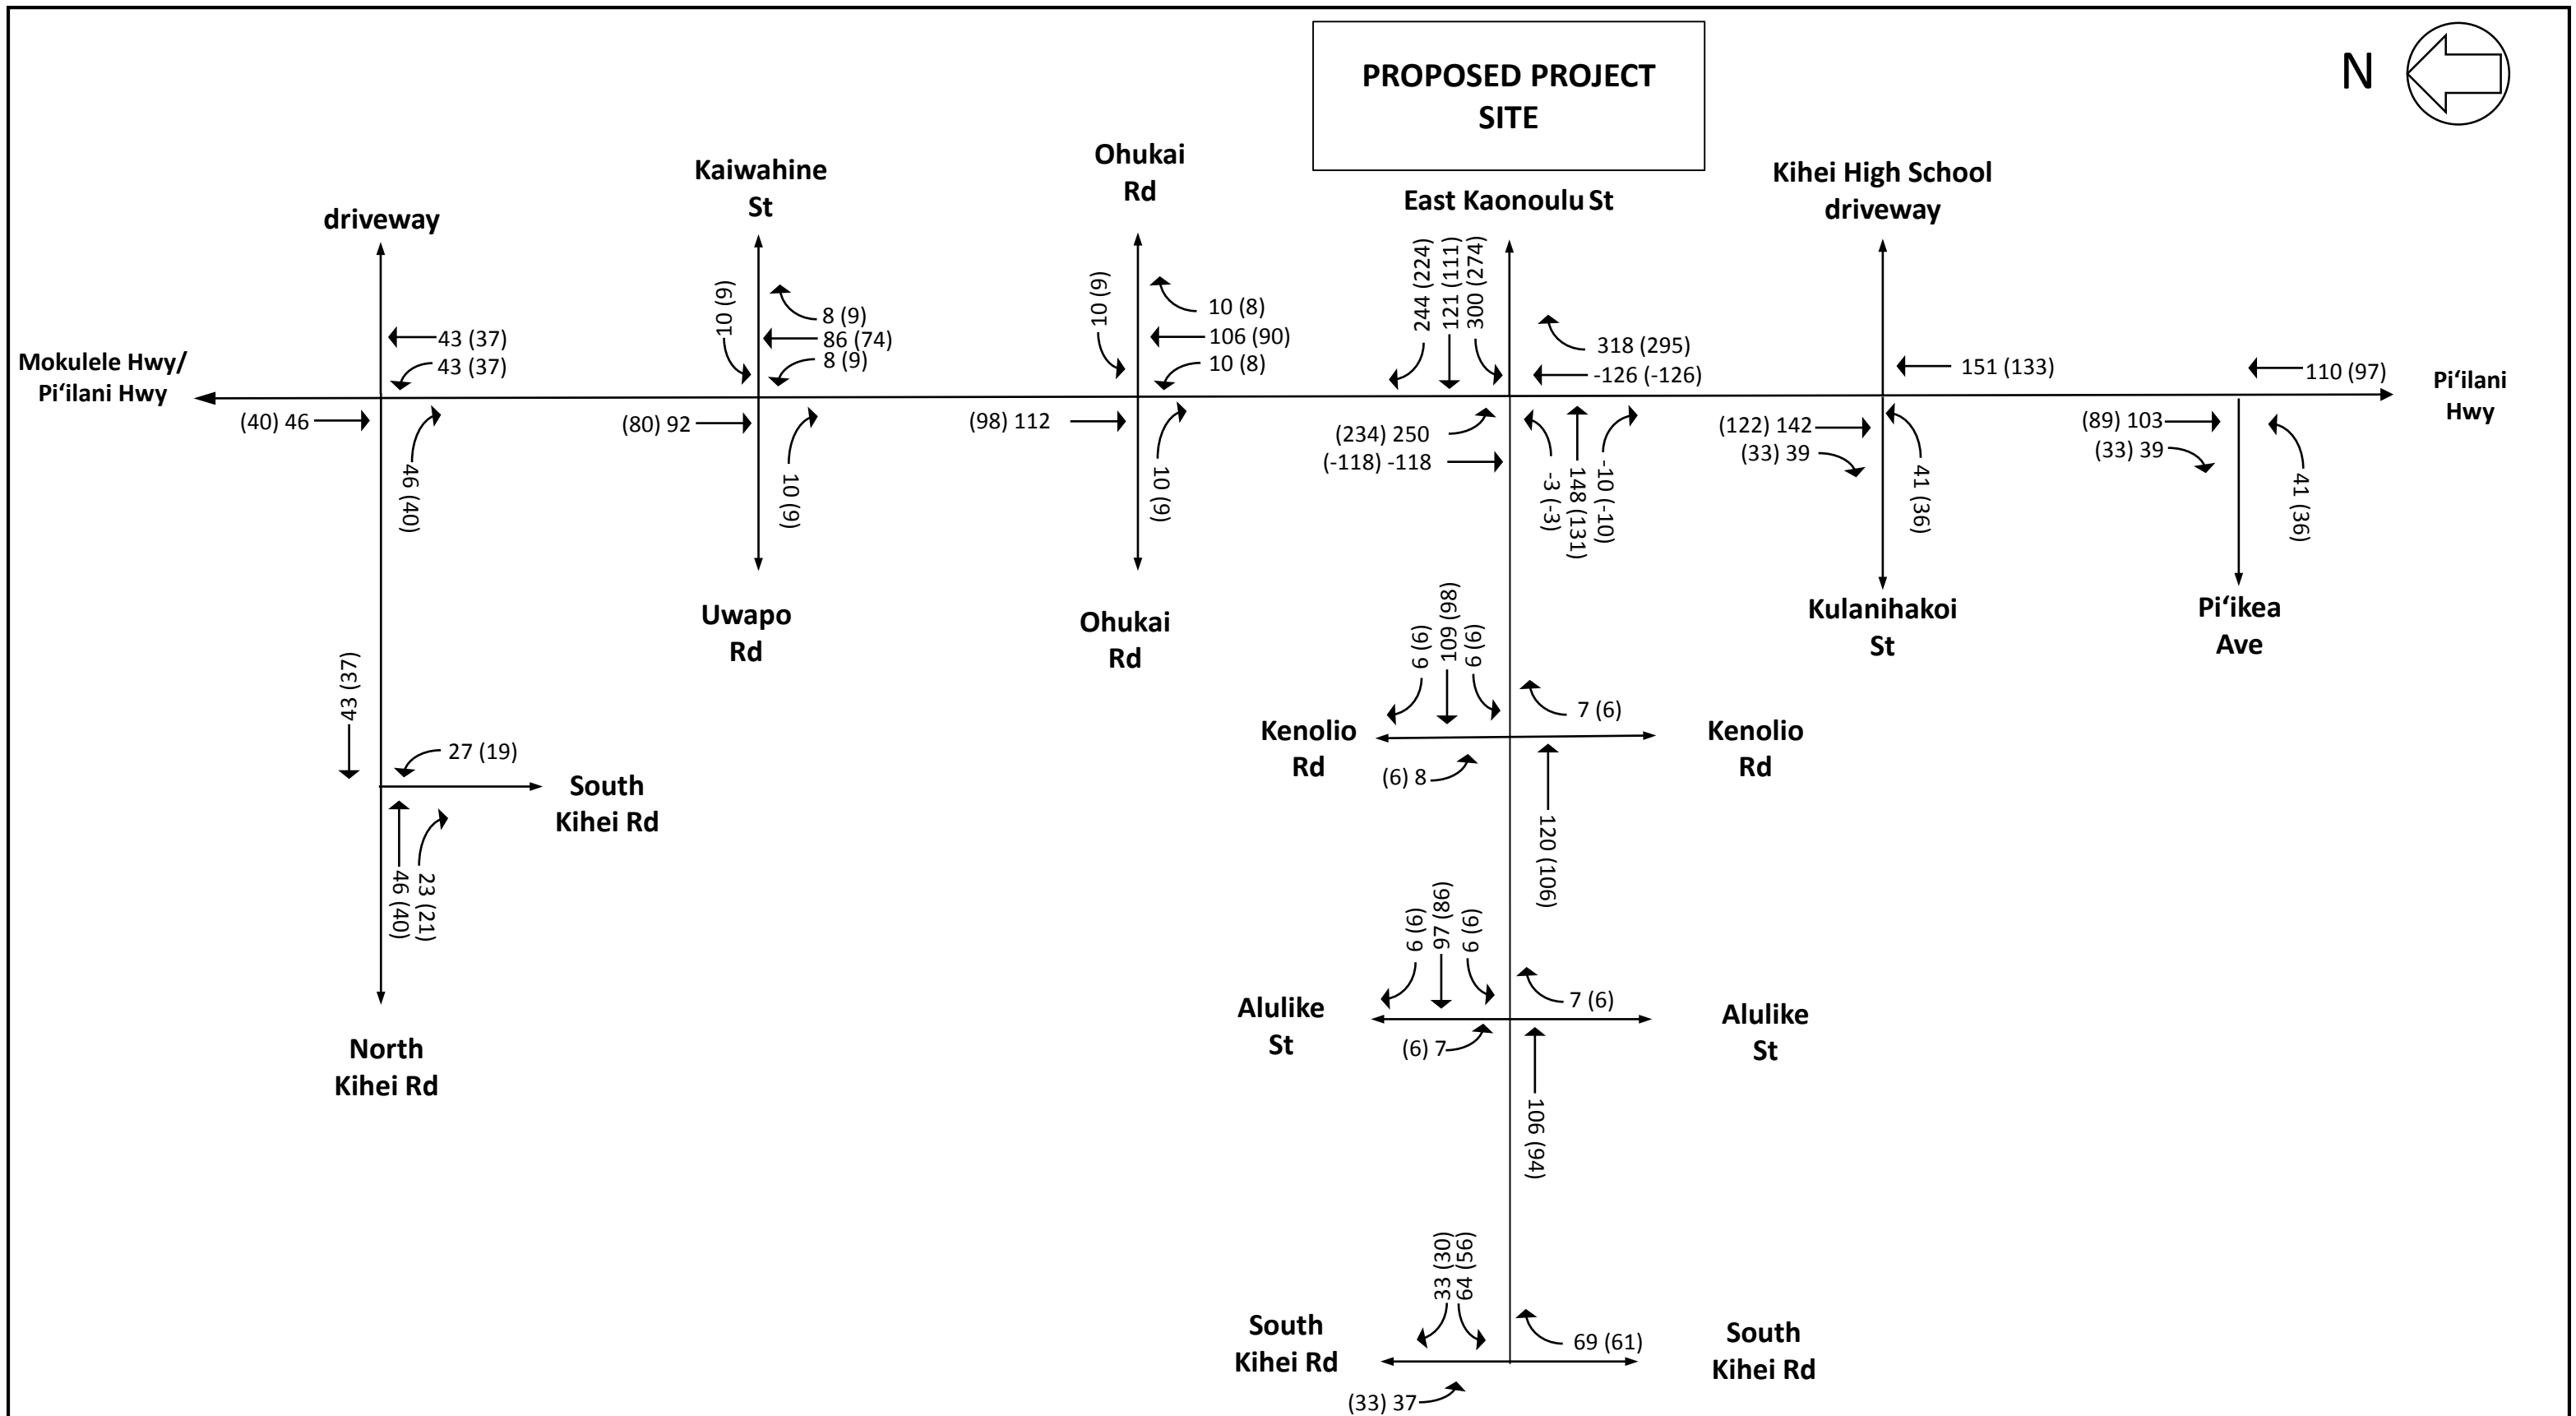 PROPOSED PROJECT
SITE
N
driveway
Kaiwahine
St
Ohukai
Rd
East Kaonoulu St
Kihei High School
driveway
Mokulele Hwy/
Pi‘ilani Hwy
Pi‘ilani
Hwy
43 (37)
43 (37)
(40) 46
46 (40)
10 (9)
8 (9)
86 (74)
8 (9)
(80) 92
10 (9)
10 (9)
10 (8)
106 (90)
10 (8)
(98) 112
10 (9)
244 (224)
121 (111)
300 (274)
318 (295)
-126 (-126)
(234) 250
(-118) -118
-3 (-3)
148 (131)
-10 (-10)
151 (133)
(122) 142
(33) 39
41 (36)
110 (97)
(89) 103
(33) 39
41 (36)
Uwapo
Rd
Ohukai
Rd
Kulanihakoi
St
Pi‘ikea
Ave
43 (37)
27 (19)
South
Kihei Rd
46 (40)
23 (21)
North
Kihei Rd
6 (6)
109 (98)
6 (6)
7 (6)
Kenolio
Rd
Kenolio
Rd
(6) 8
120 (106)
6 (6)
97 (86)
6 (6)
7 (6)
Alulike
St
Alulike
St
(6) 7
106 (94)
33 (30)
64 (56)
69 (61)
South
Kihei Rd
South
Kihei Rd
(33) 37